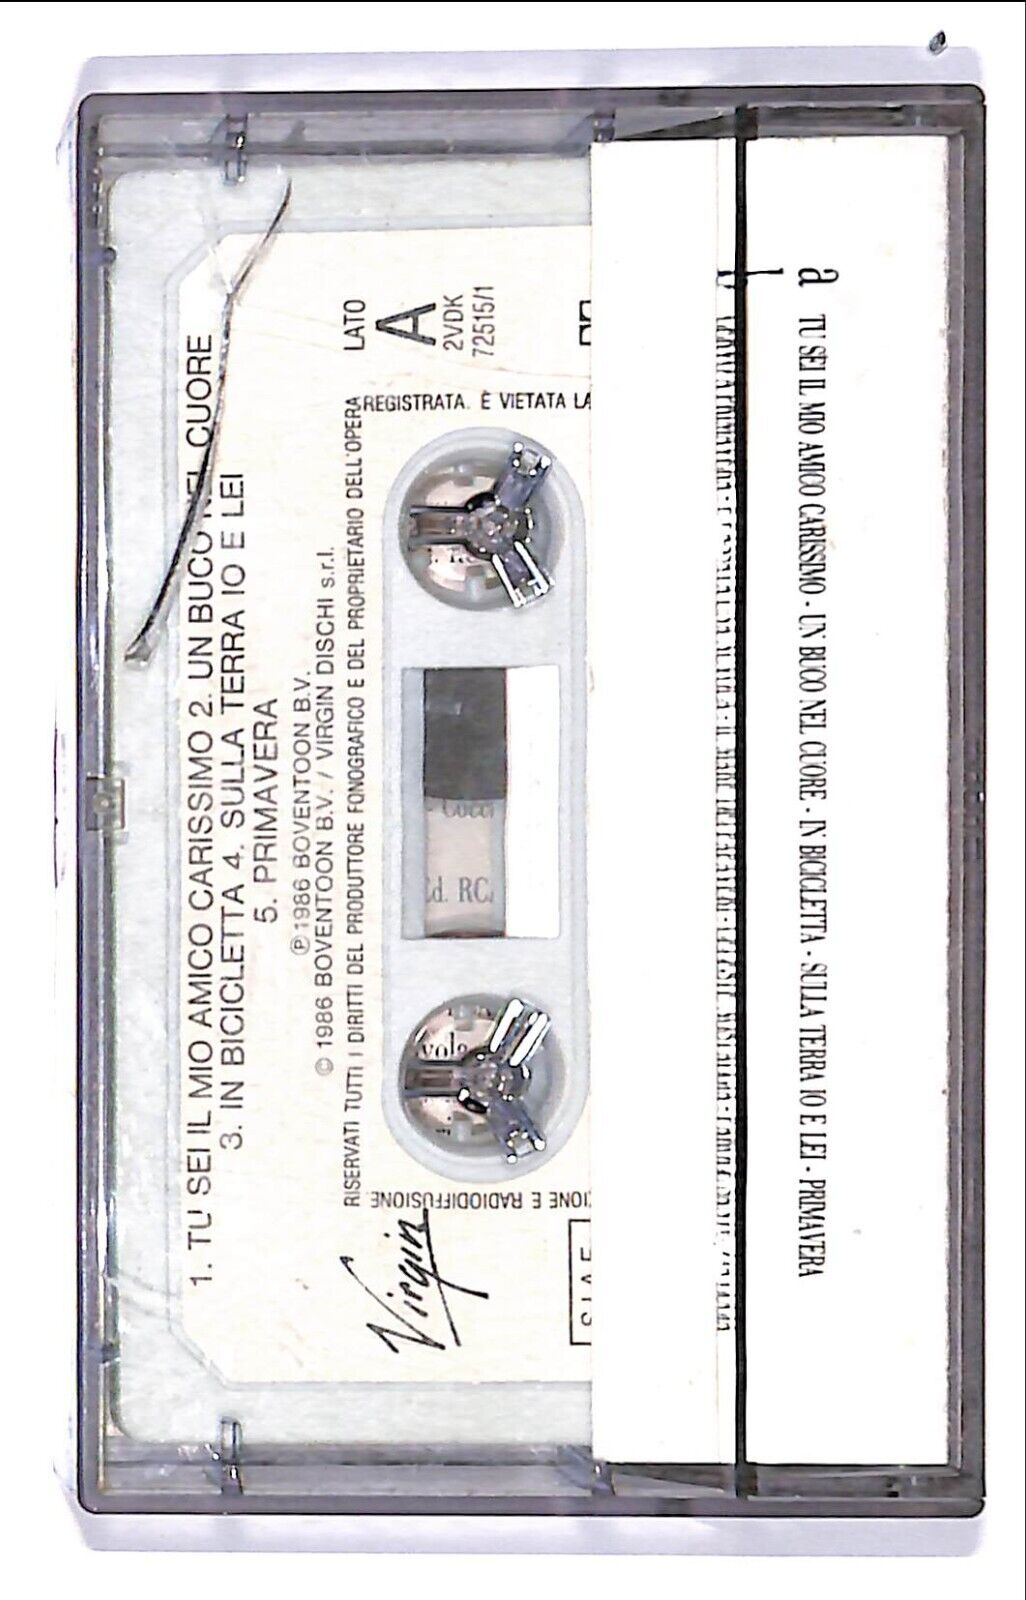 1. TU SEI IL MIO AMICO CARISSIMO 2. UN BUCO NEL CUORE
3. IN BICICLETTA 4. SULLA TERRA IO E LEI
5. PRIMAVERA
℗ 1986 BOVENTOON B.V.
© 1986 BOVENTOON B.V. / VIRGIN DISCHI s.r.l.
RISERVATI TUTTI I DIRITTI DEL PRODUTTORE FONOGRAFICO E DEL PROPRIETARIO DELL'OPERA
REGISTRATA. È VIETATA LA
IONE E RADIODIFFUSIONE
LATO
A
2VDK
72515/1
Virgin
Ed. RCA
a TU SEI IL MIO AMICO CARISSIMO · UN BUCO NEL CUORE · IN BICICLETTA · SULLA TERRA IO E LEI · PRIMAVERA